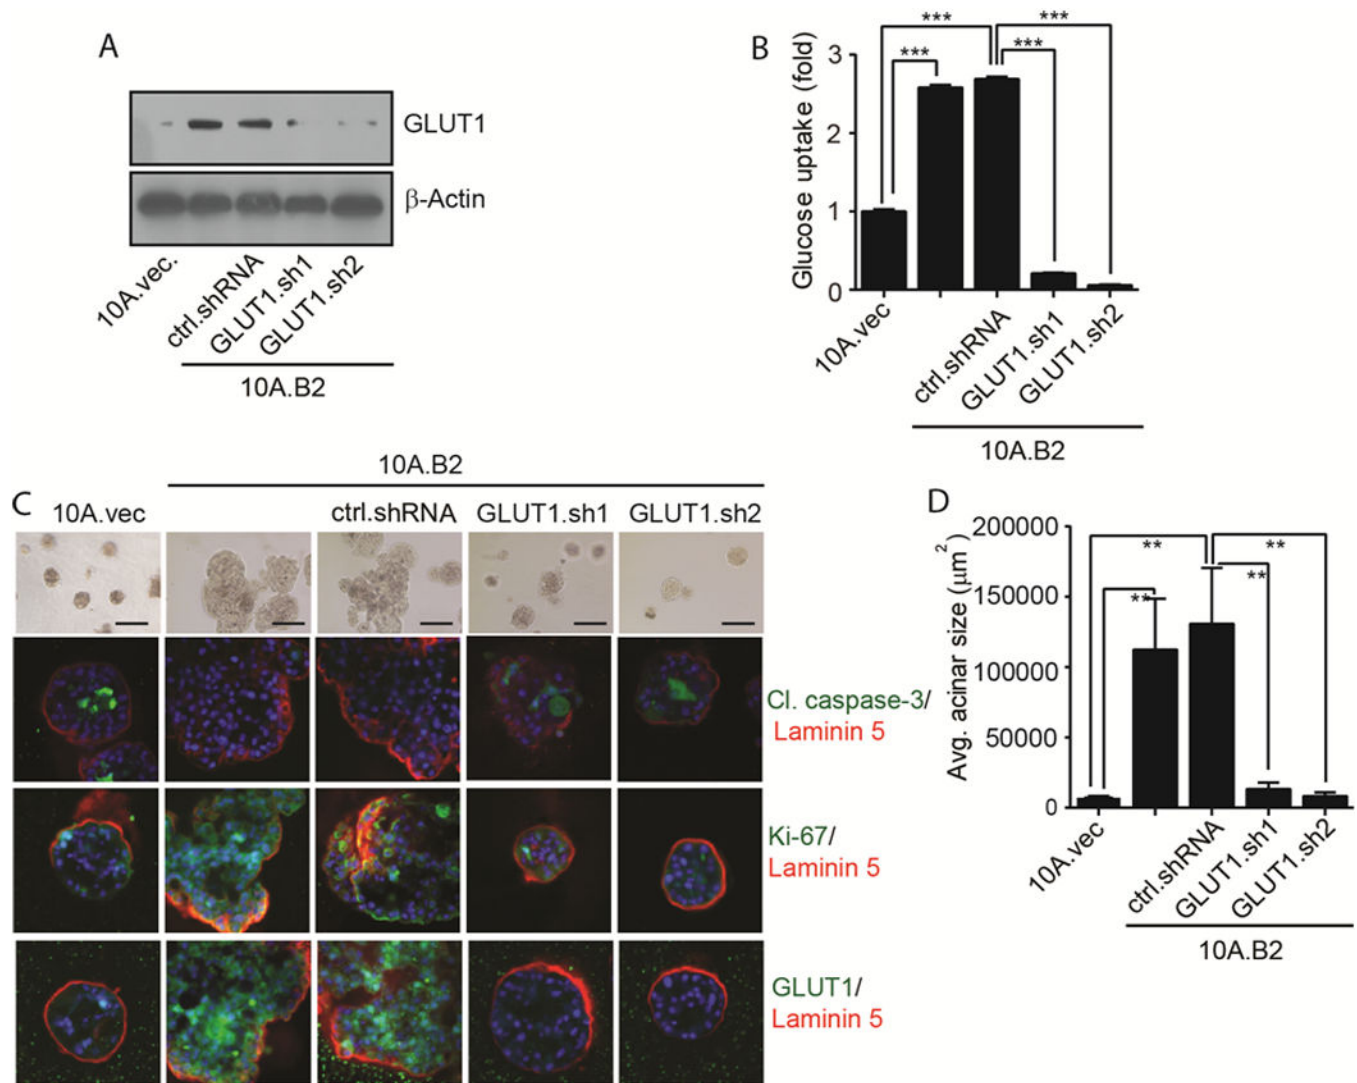 A
GLUT1
β-Actin
10A.vec.
ctrl.shRNA
GLUT1.sh1
GLUT1.sh2
10A.B2
B
***
***
***
***
Glucose uptake (fold)
3
2
1
0
10A.vec
ctrl.shRNA
GLUT1.sh1
GLUT1.sh2
10A.B2
C
10A.B2
10A.vec
ctrl.shRNA
GLUT1.sh1
GLUT1.sh2
Cl. caspase-3/
Laminin 5
Ki-67/
Laminin 5
GLUT1/
Laminin 5
D
**
**
**
**
Avg. acinar size (μm²)
200000
150000
100000
50000
0
10A.vec
ctrl.shRNA
GLUT1.sh1
GLUT1.sh2
10A.B2